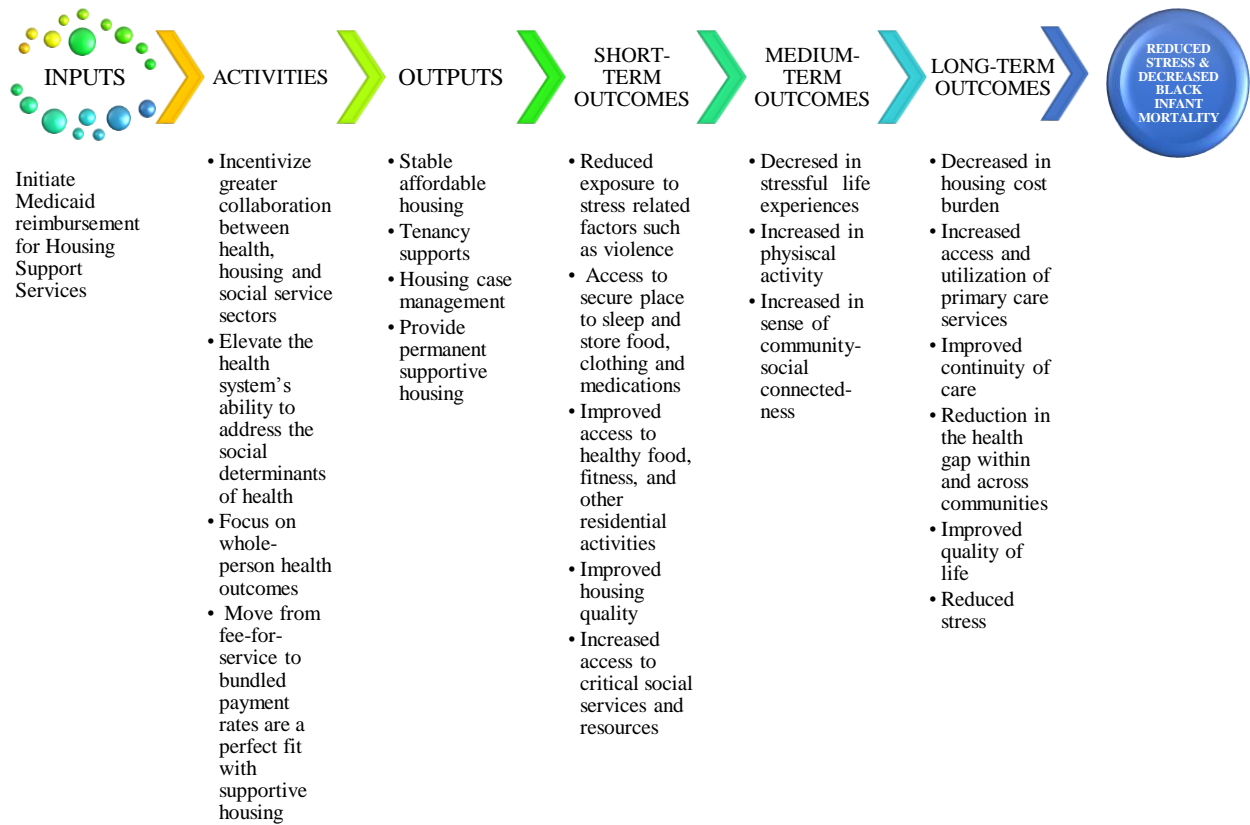 INPUTS
Initiate
Medicaid
reimbursement
for Housing
Support
Services
ACTIVITIES
• Incentivize
greater
collaboration
between
health,
housing and
social service
sectors
• Elevate the
health
system’s
ability to
address the
social
determinants
of health
• Focus on
whole-
person health
outcomes
• Move from
fee-for-
service to
bundled
payment
rates are a
perfect fit
with
supportive
housing
OUTPUTS
• Stable
affordable
housing
• Tenancy
supports
• Housing case
management
• Provide
permanent
supportive
housing
SHORT-
TERM
OUTCOMES
• Reduced
exposure to
stress related
factors such
as violence
• Access to
secure place
to sleep and
store food,
clothing and
medications
• Improved
access to
healthy food,
fitness, and
other
residential
activities
• Improved
housing
quality
• Increased
access to
critical social
services and
resources
MEDIUM-
TERM
OUTCOMES
• Decresed in
stressful life
experiences
• Increased in
physiscal
activity
• Increased in
sense of
community-
social
connected-
ness
LONG-TERM
OUTCOMES
• Decreased in
housing cost
burden
• Increased
access and
utilization of
primary care
services
• Improved
continuity of
care
• Reduction in
the health
gap within
and across
communities
• Improved
quality of
life
• Reduced
stress
REDUCED
STRESS &
DECREASED
BLACK
INFANT
MORTALITY